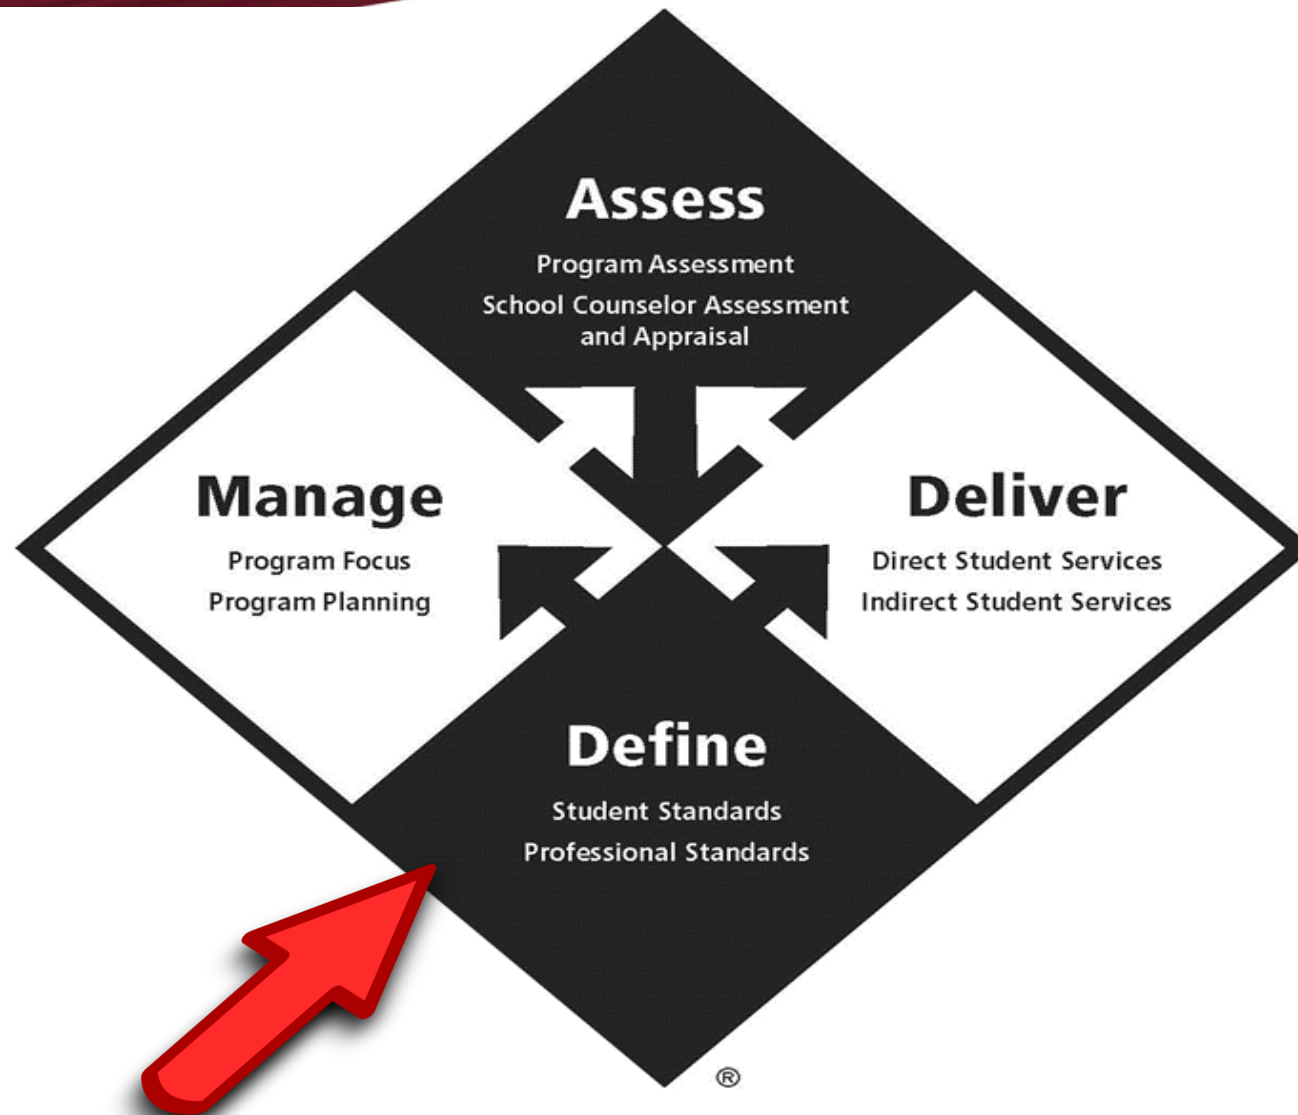 Assess
Program Assessment
School Counselor Assessment
and Appraisal
Manage
Program Focus
Program Planning
Deliver
Direct Student Services
Indirect Student Services
Define
Student Standards
Professional Standards
®